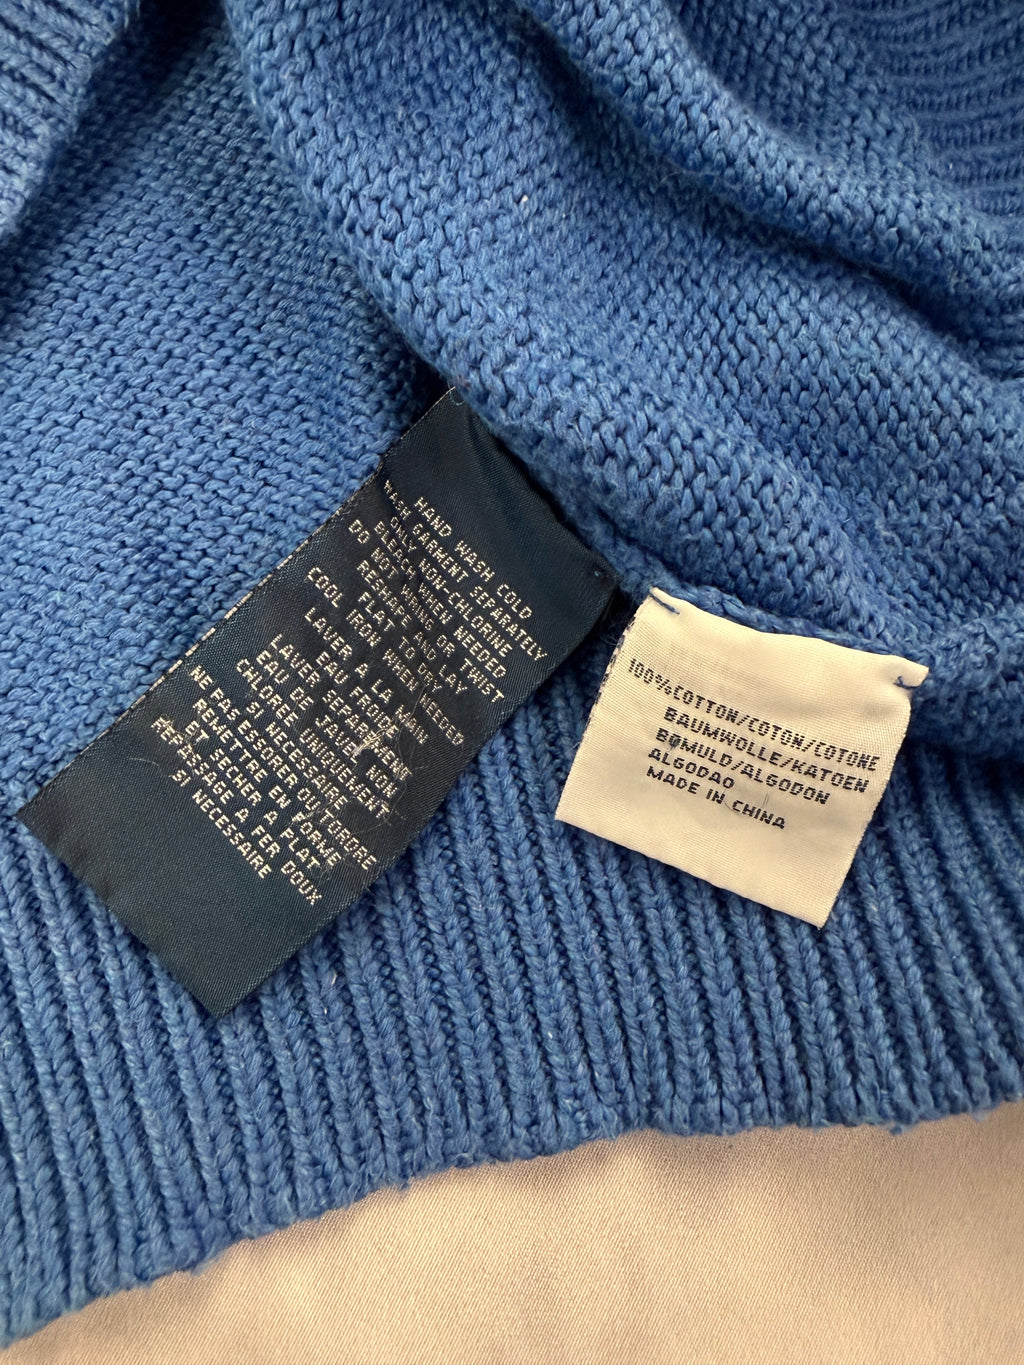 HAND WASH COLD
WASH GARMENT SEPARATELY
ONLY NON-CHLORINE
BLEACH WHEN NEEDED
DO NOT WRING OR TWIST
RESHAPE AND LAY
FLAT TO DRY
COOL IRON WHEN NEEDED
LAVER A LA MAIN
EAU FROIDE
LAVER SEPAREMENT
EAU DE JAVEL NON
CHLOREE UNIQUEMENT
SI NECESSAIRE
NE PAS ESSORER OU TORDRE
REMETTRE EN FORME
ET SECHER A PLAT
REPASSAGE A FER DOUX
SI NECESSAIRE
100%COTTON/COTON/COTONE
BAUMWOLLE/KATOEN
BØMULD/ALGODON
ALGODAO
MADE IN CHINA